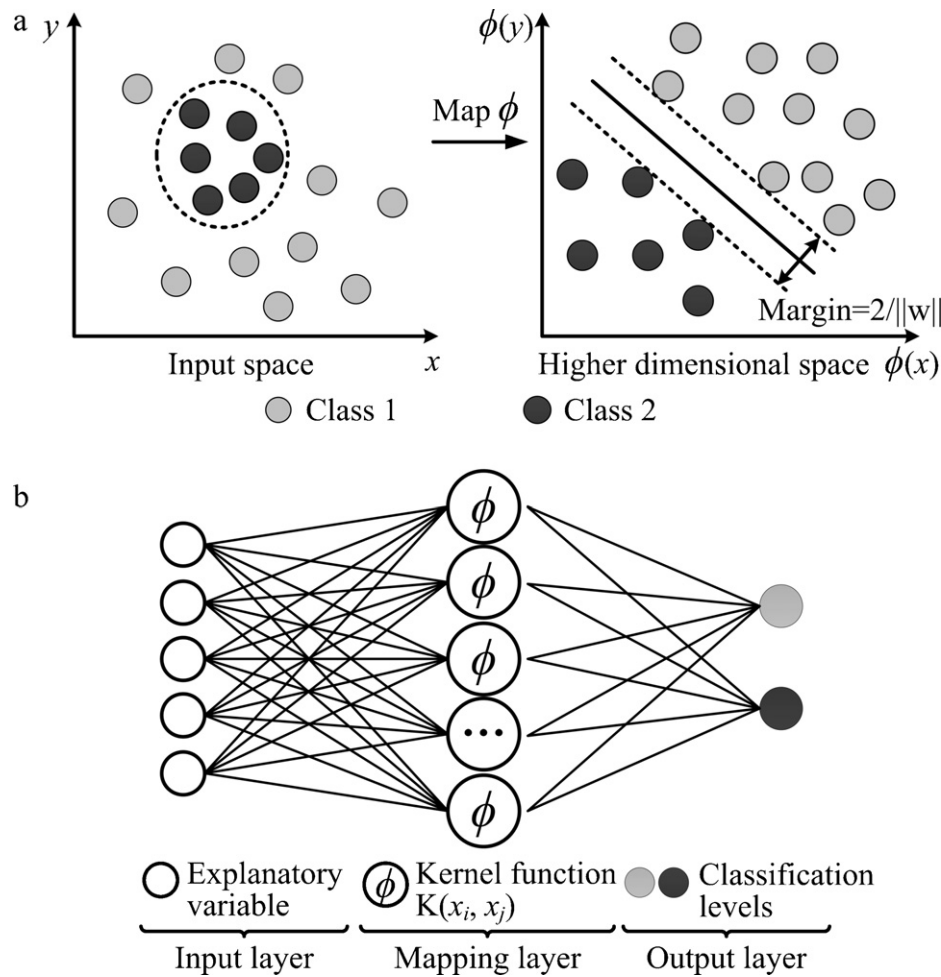 a
y
ϕ(y)
Map ϕ
Margin=2/||w||
Input space
x
Higher dimensional space
ϕ(x)
Class 1
Class 2
b
ϕ
ϕ
ϕ
...
ϕ
Explanatory
variable
ϕ
Kernel function
K(xᵢ, xⱼ)
Classification
levels
Input layer
Mapping layer
Output layer